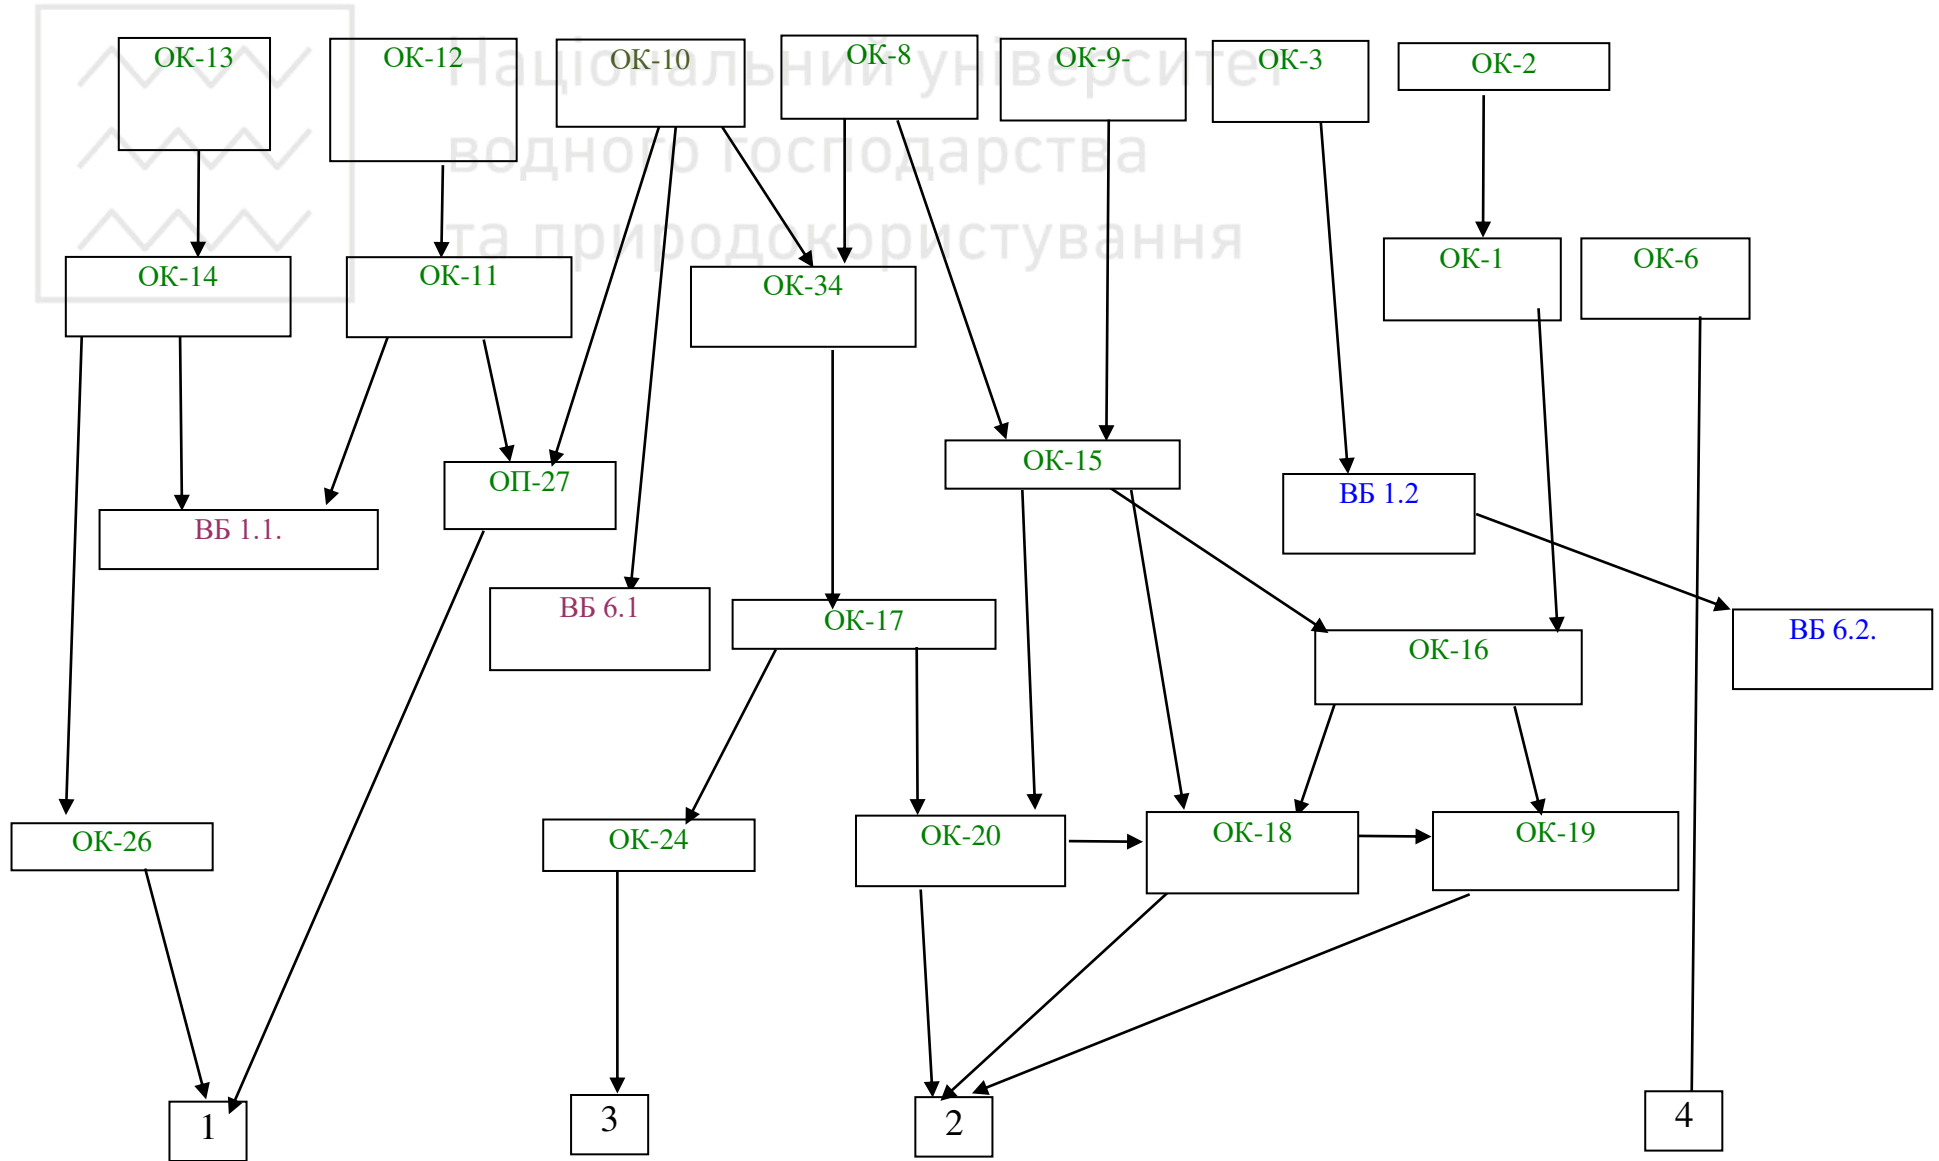 ОК-13
ОК-12
ОК-10
ОК-8
ОК-9-
ОК-3
ОК-2
Національний університет
водного господарства
та природокористування
ОК-14
ОК-11
ОК-34
ОК-1
ОК-6
ОП-27
ОК-15
ВБ 1.2
ВБ 1.1.
ВБ 6.1
ОК-17
ОК-16
ВБ 6.2.
ОК-26
ОК-24
ОК-20
ОК-18
ОК-19
1
3
2
4